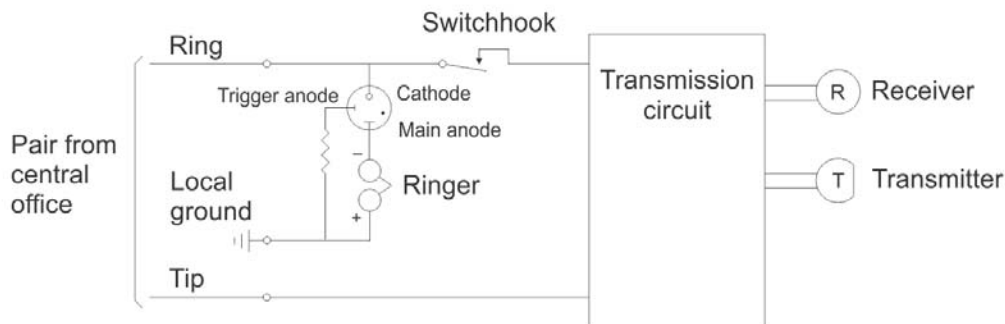 Switchhook
Ring
Trigger anode
Cathode
Main anode
Transmission
circuit
R
Receiver
Pair from
central
office
Local
ground
−
Ringer
+
T
Transmitter
Tip